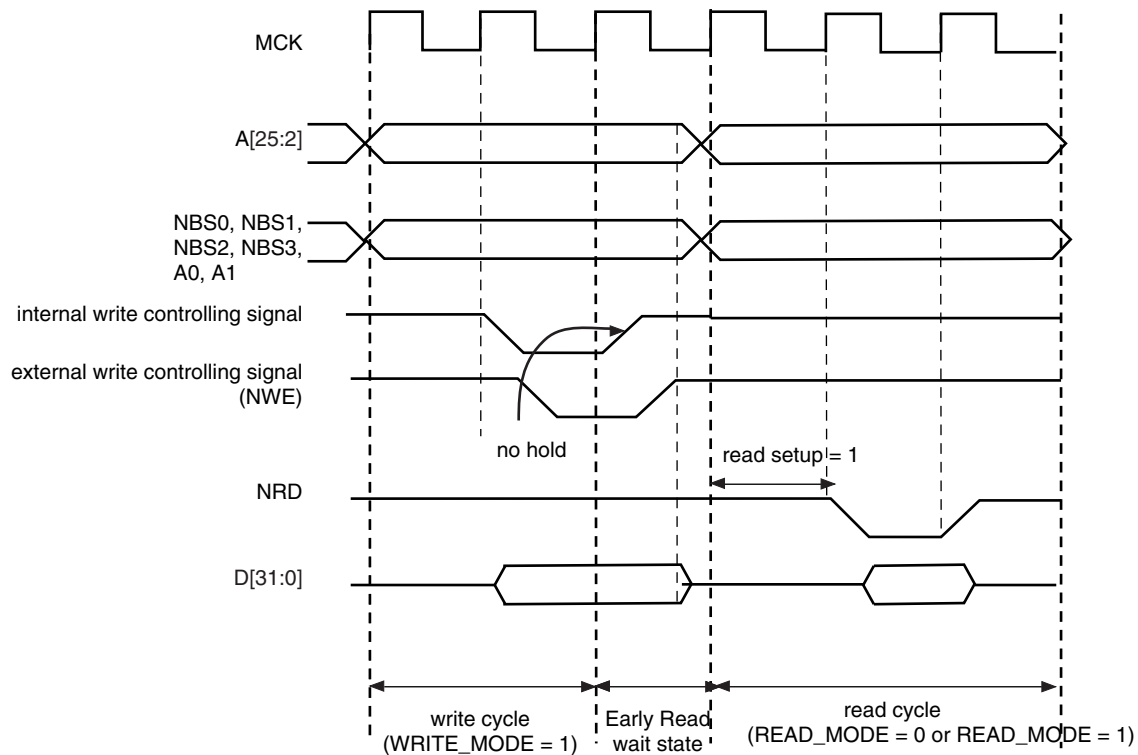 MCK
A[25:2]
NBS0, NBS1,
NBS2, NBS3,
A0, A1
internal write controlling signal
external write controlling signal
(NWE)
no hold
read setup = 1
NRD
D[31:0]
write cycle
(WRITE_MODE = 1)
Early Read
wait state
read cycle
(READ_MODE = 0 or READ_MODE = 1)